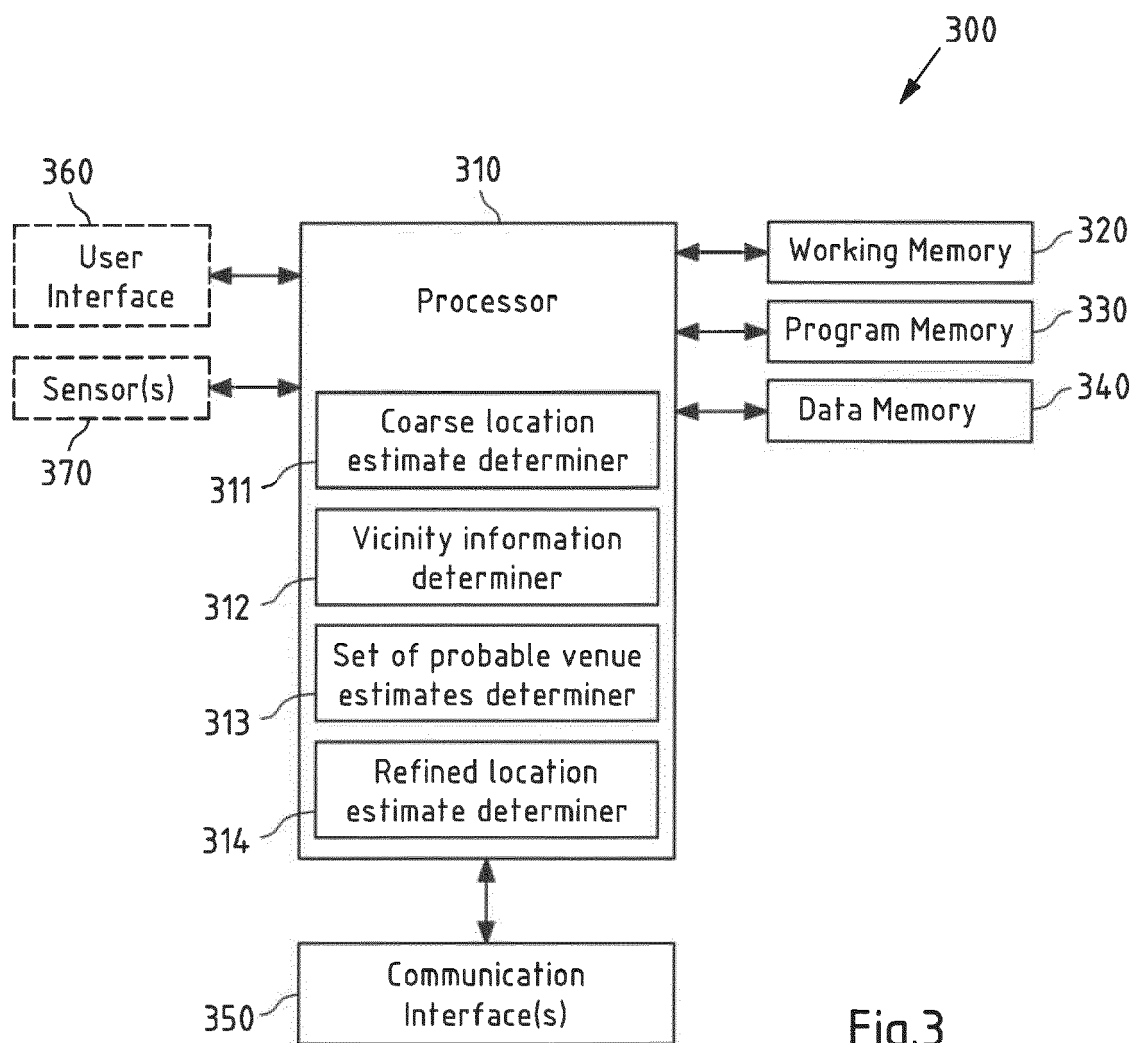 300
360
310
User
Interface
Processor
Working Memory
320
Program Memory
330
Sensor(s)
370
Data Memory
340
Coarse location
estimate determiner
311
Vicinity information
determiner
312
Set of probable venue
estimates determiner
313
Refined location
estimate determiner
314
Communication
Interface(s)
350
Fig.3